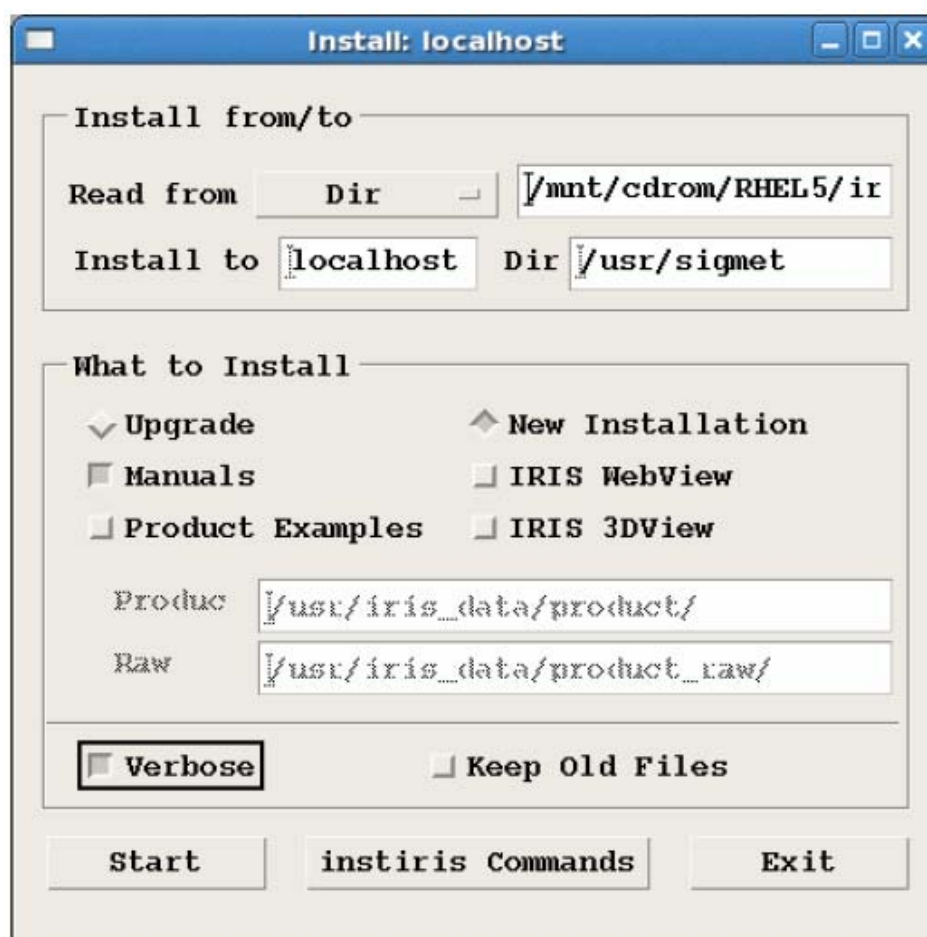 Install: localhost
Install from/to
Read from Dir /mnt/cdrom/RHEL5/ir
Install to localhost Dir /usr/sigmet
What to Install
Upgrade New Installation
Manuals IRIS WebView
Product Examples IRIS 3DView
Produc /usr/iris_data/product/
Raw /usr/iris_data/product_raw/
Verbose Keep Old Files
Start instiris Commands Exit